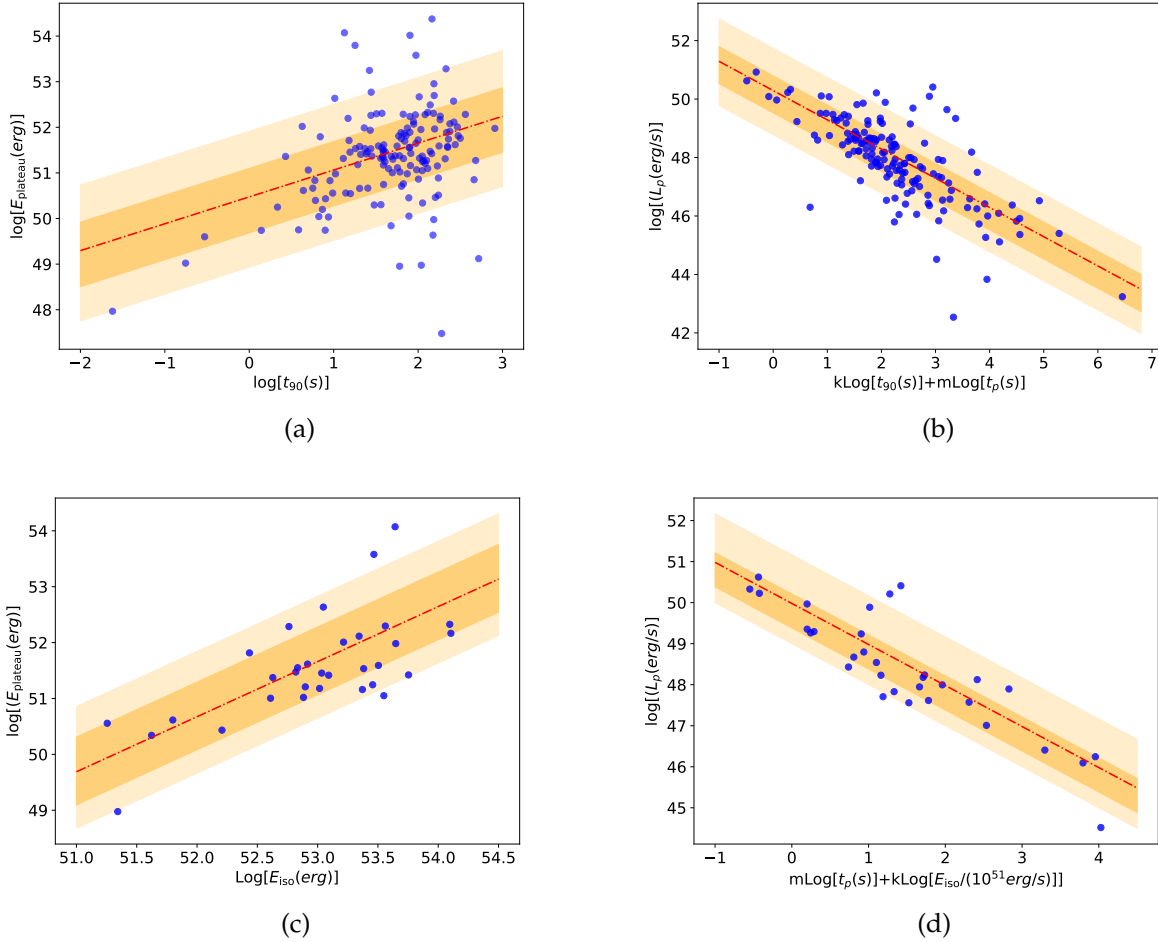 54
53
52
51
50
49
48
log[E_plateau(erg)]
−2 −1 0 1 2 3
log[t_90(s)]
(a)
52
50
48
46
44
42
log[(L_p(erg/s)]
−1 0 1 2 3 4 5 6 7
kLog[t_90(s)]+mLog[t_p(s)]
(b)
54
53
52
51
50
49
log[(E_plateau(erg)]
51.0 51.5 52.0 52.5 53.0 53.5 54.0 54.5
Log[E_iso(erg)]
(c)
52
51
50
49
48
47
46
45
log[(L_p(erg/s)]
−1 0 1 2 3 4
mLog[t_p(s)]+kLog[E_iso/(10^51erg/s)]]
(d)